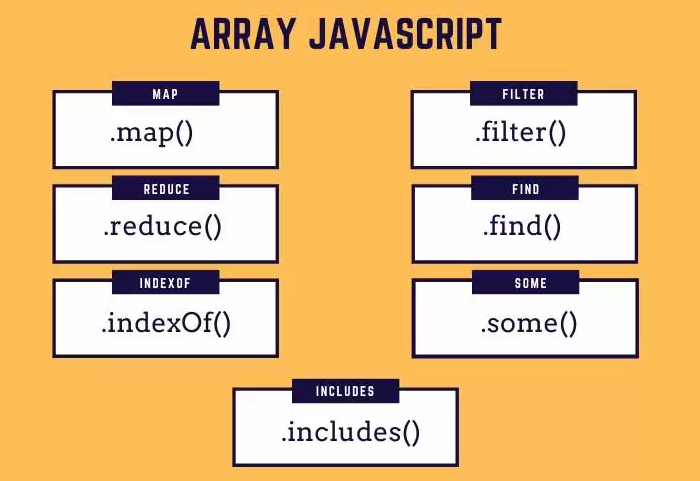 ARRAY JAVASCRIPT
MAP
.map()
FILTER
.filter()
REDUCE
.reduce()
FIND
.find()
INDEXOF
.indexOf()
SOME
.some()
INCLUDES
.includes()